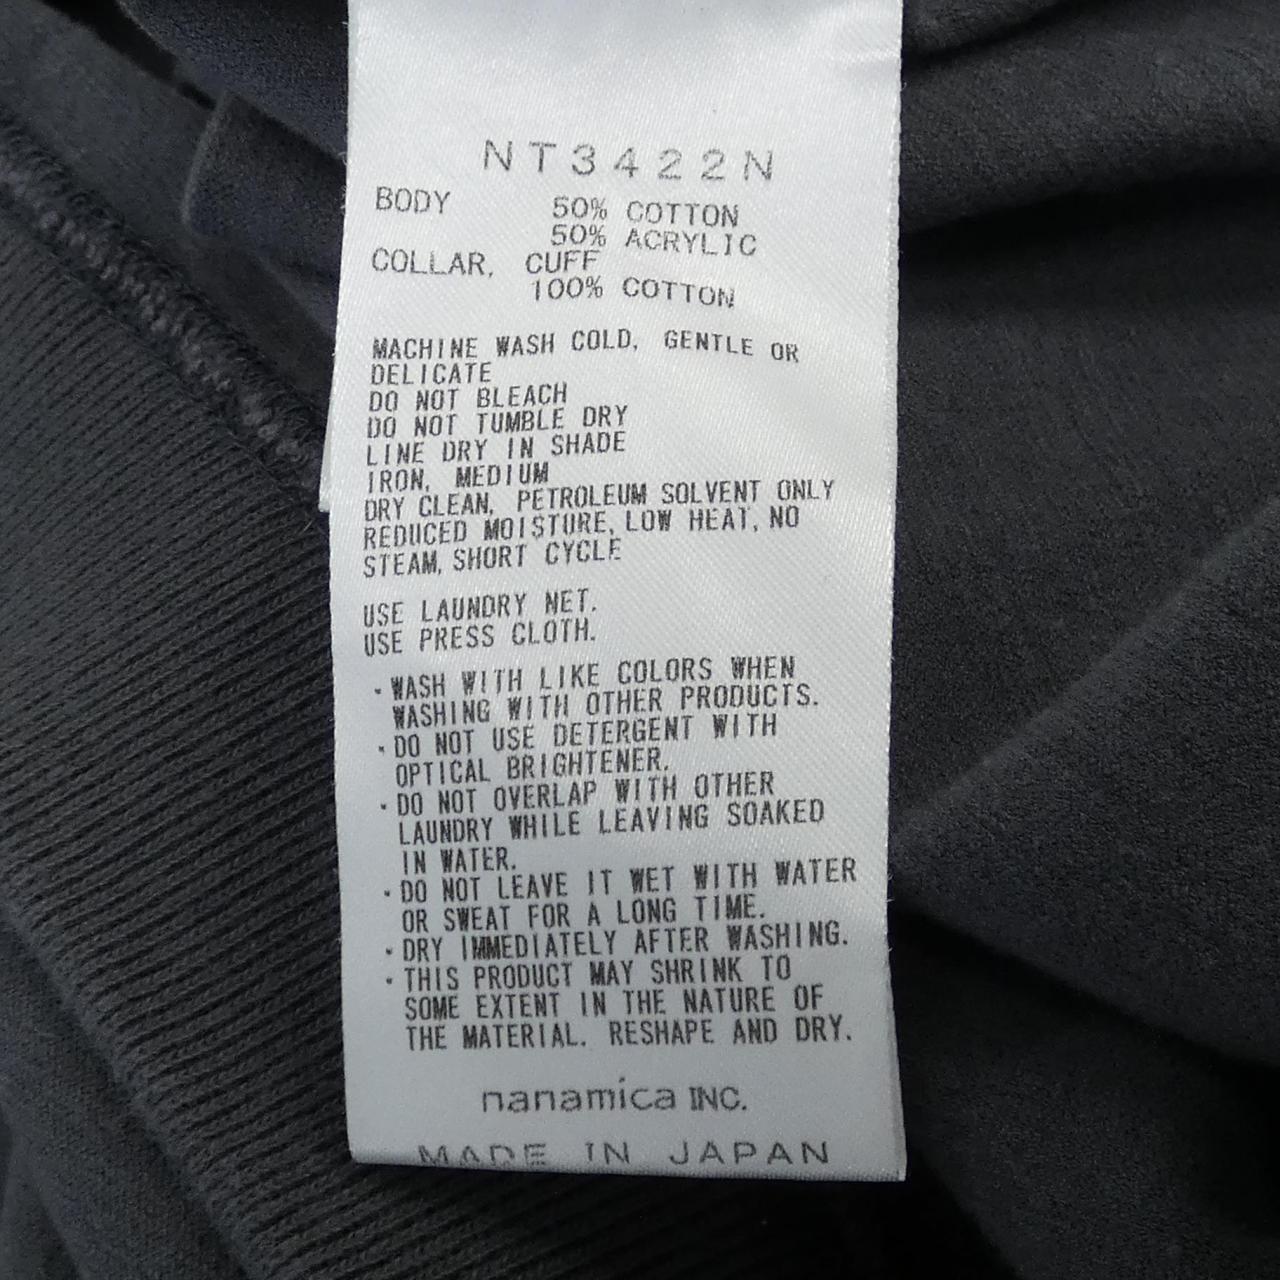 NT3422N
BODY 50% COTTON
50% ACRYLIC
COLLAR, CUFF
100% COTTON
MACHINE WASH COLD, GENTLE OR
DELICATE
DO NOT BLEACH
DO NOT TUMBLE DRY
LINE DRY IN SHADE
IRON, MEDIUM
DRY CLEAN, PETROLEUM SOLVENT ONLY
REDUCED MOISTURE, LOW HEAT, NO
STEAM, SHORT CYCLE
USE LAUNDRY NET.
USE PRESS CLOTH.
・WASH WITH LIKE COLORS WHEN
WASHING WITH OTHER PRODUCTS.
・DO NOT USE DETERGENT WITH
OPTICAL BRIGHTENER.
・DO NOT OVERLAP WITH OTHER
LAUNDRY WHILE LEAVING SOAKED
IN WATER.
・DO NOT LEAVE IT WET WITH WATER
OR SWEAT FOR A LONG TIME.
・DRY IMMEDIATELY AFTER WASHING.
・THIS PRODUCT MAY SHRINK TO
SOME EXTENT IN THE NATURE OF
THE MATERIAL. RESHAPE AND DRY.
nanamica INC.
MADE IN JAPAN